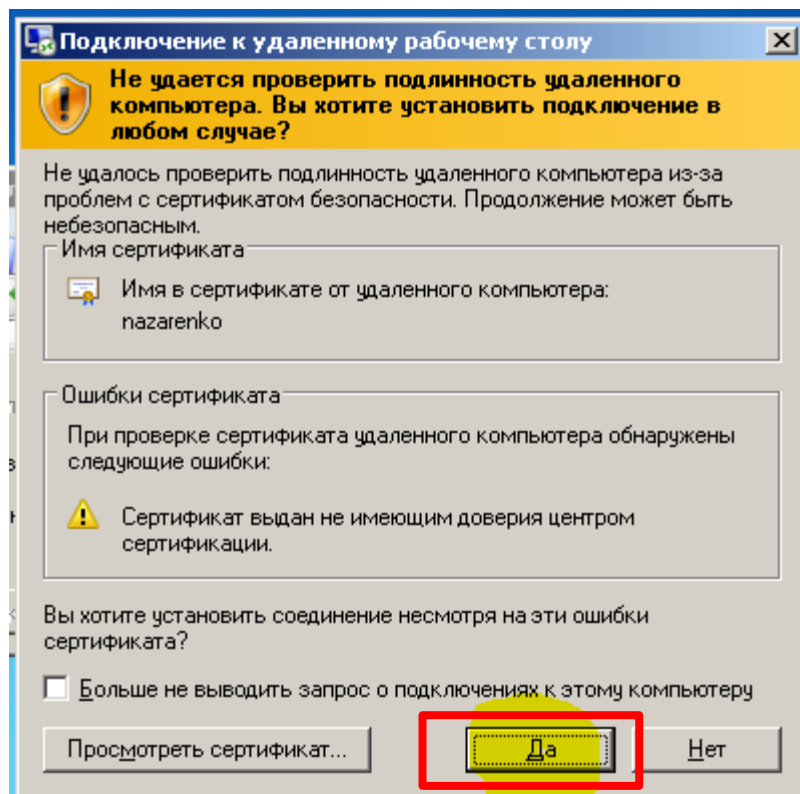 Подключение к удаленному рабочему столу
Не удается проверить подлинность удаленного
компьютера. Вы хотите установить подключение в
любом случае?
Не удалось проверить подлинность удаленного компьютера из-за
проблем с сертификатом безопасности. Продолжение может быть
небезопасным.
Имя сертификата
Имя в сертификате от удаленного компьютера:
nazarenko
Ошибки сертификата
При проверке сертификата удаленного компьютера обнаружены
следующие ошибки:
Сертификат выдан не имеющим доверия центром
сертификации.
Вы хотите установить соединение несмотря на эти ошибки
сертификата?
Больше не выводить запрос о подключениях к этому компьютеру
Просмотреть сертификат...
Да
Нет